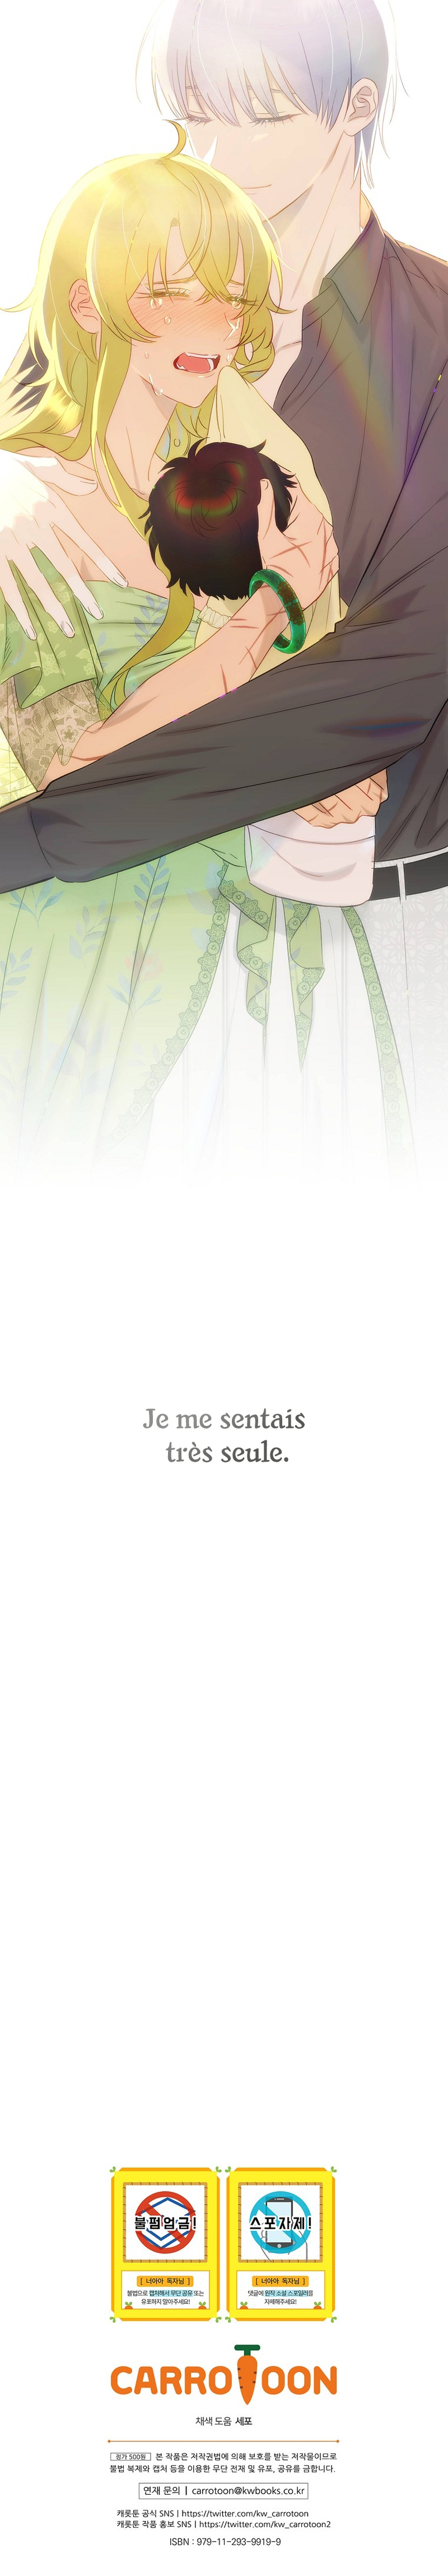 Je me sentais
très seule.
불펌엄금!
스포자제!
[ 너아아 독자님 ]
불법으로 캡처해서 무단 공유 또는
유포하지 말아주세요!
[ 너아아 독자님 ]
댓글에 원작 소설 스포일러를
자제해주세요!
CARROTOON
채색 도움 세포
정가 500원 본 작품은 저작권법에 의해 보호를 받는 저작물이므로
불법 복제와 캡처 등을 이용한 무단 전재 및 유포, 공유를 금합니다.
연재 문의 | carrotoon@kwbooks.co.kr
캐롯툰 공식 SNS | https://twitter.com/kw_carrotoon
캐롯툰 작품 홍보 SNS | https://twitter.com/kw_carrotoon2
ISBN : 979-11-293-9919-9